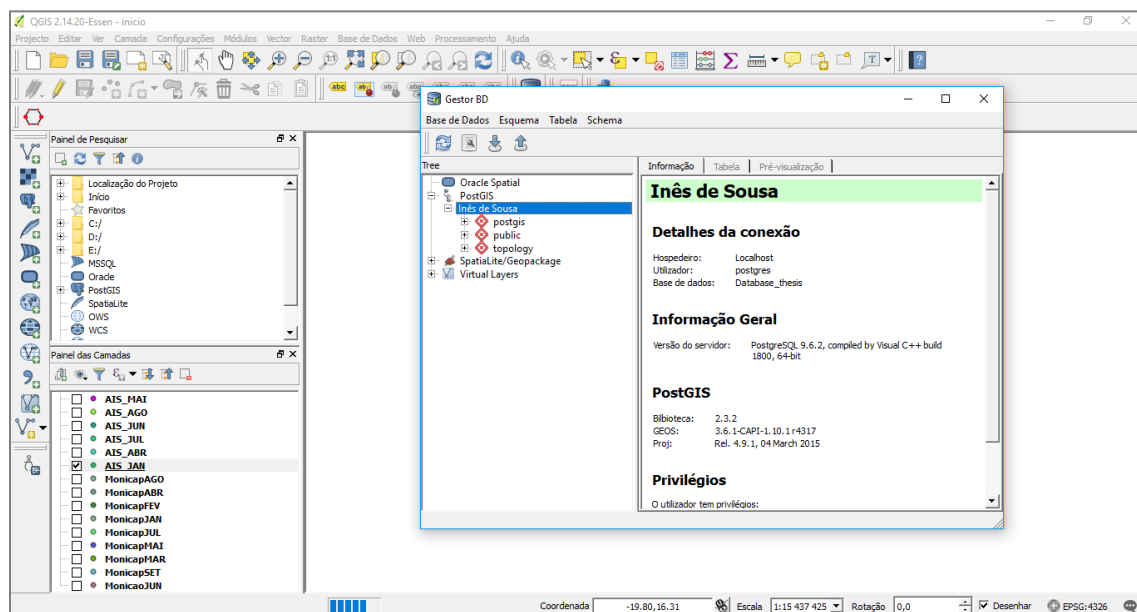 QGIS 2.14.20-Essen - inicio
Projecto Editar Ver Camada Configurações Módulos Vector Raster Base de Dados Web Processamento Ajuda
abc
Painel de Pesquisar
Localização do Projeto
Início
Favoritos
C:/
D:/
E:/
MSSQL
Oracle
PostGIS
SpatiaLite
OWS
WCS
Painel das Camadas
AIS_MAI
AIS_AGO
AIS_JUN
AIS_JUL
AIS_ABR
AIS_JAN
MonicapAGO
MonicapABR
MonicapFEV
MonicapJAN
MonicapJUL
MonicapMAI
MonicapMAR
MonicapSET
MonicaoJUN
Gestor BD
Base de Dados Esquema Tabela Schema
Tree
Oracle Spatial
PostGIS
Inês de Sousa
postgis
public
topology
SpatiaLite/Geopackage
Virtual Layers
Informação Tabela Pré-visualização
Inês de Sousa
Detalhes da conexão
Hospedeiro: Localhost
Utilizador: postgres
Base de dados: Database_thesis
Informação Geral
Versão do servidor: PostgreSQL 9.6.2, compiled by Visual C++ build
1800, 64-bit
PostGIS
Bilbioteca: 2.3.2
GEOS: 3.6.1-CAPI-1.10.1 r4317
Proj: Rel. 4.9.1, 04 March 2015
Privilégios
O utilizador tem privilégios:
Coordenada -19.80,16.31 Escala 1:15 437 425 Rotação 0,0 Desenhar EPSG:4326